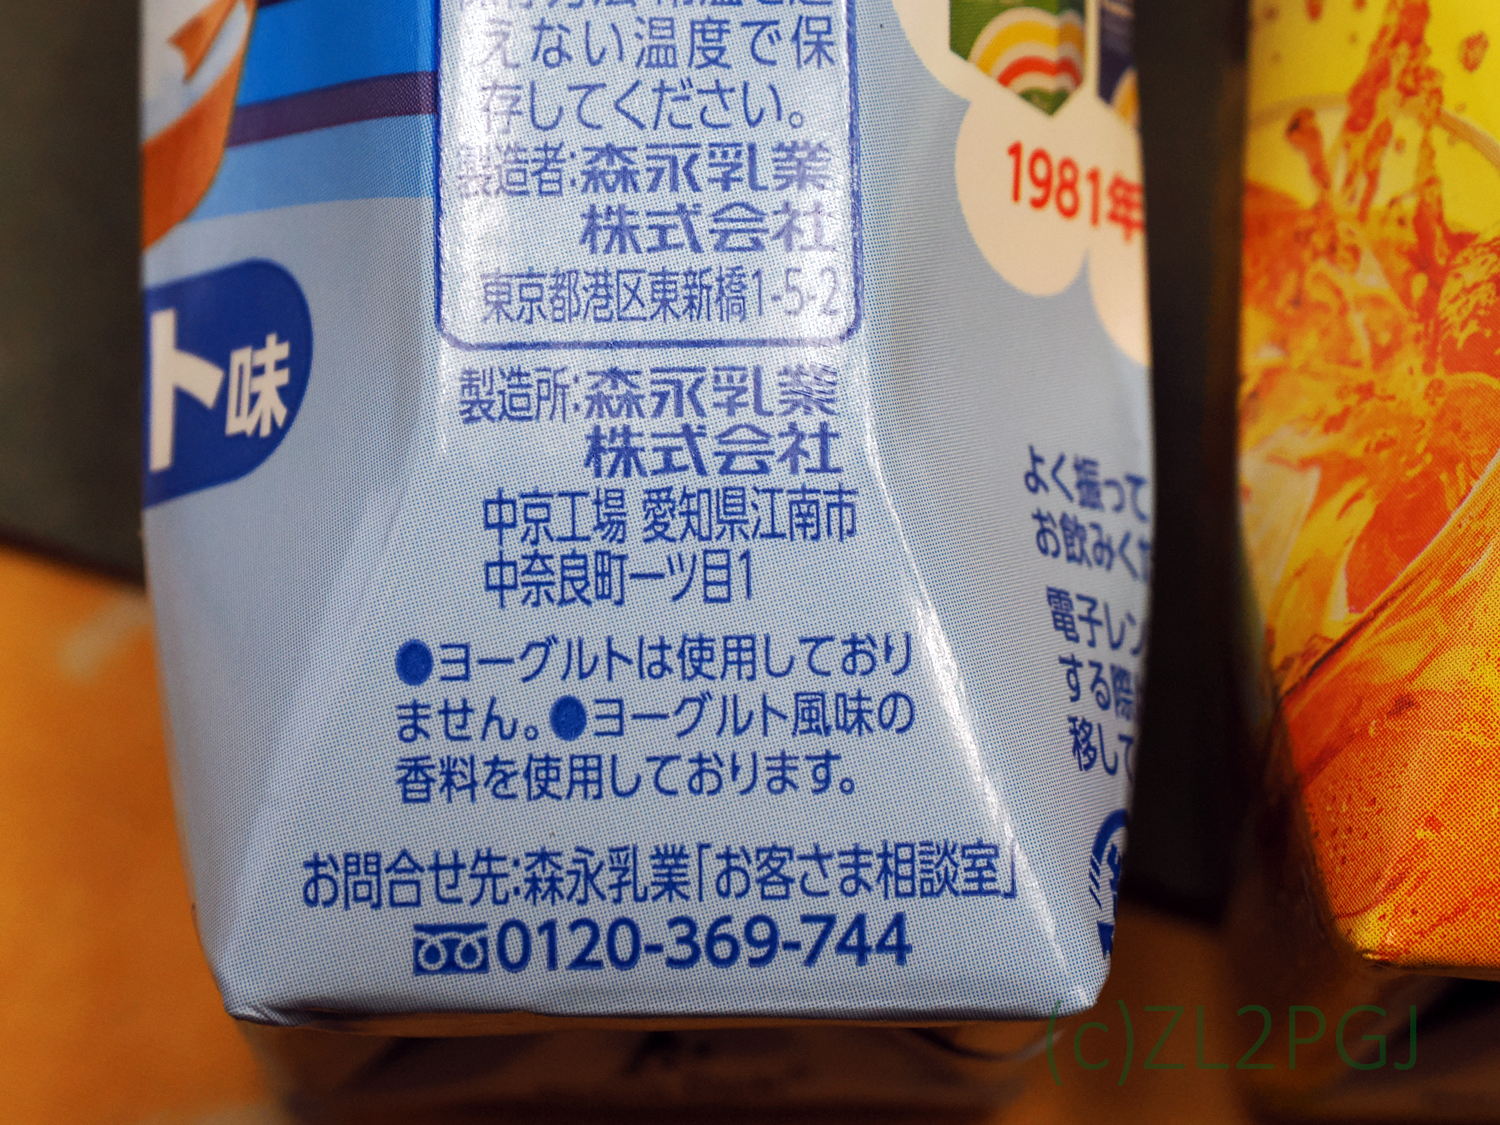 えない温度で保
存してください。
製造者:森永乳業
株式会社
東京都港区東新橋1-5-2
製造所:森永乳業
株式会社
中京工場 愛知県江南市
中奈良町一ツ目1
●ヨーグルトは使用しており
ません。●ヨーグルト風味の
香料を使用しております。
お問合せ先:森永乳業「お客さま相談室」
0120-369-744
ト味
1981年
よく振って
お飲みくだ
電子レン
する際は
移して
(c)ZL2PGJ